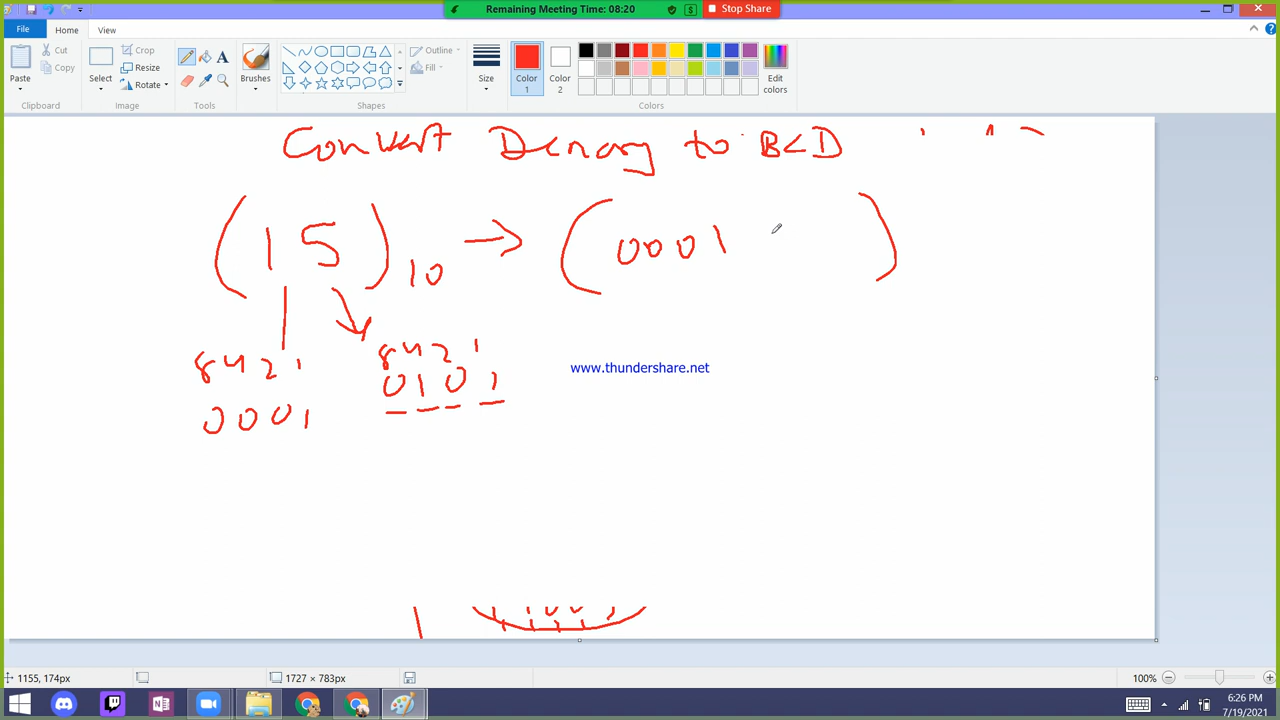 Remaining Meeting Time: 08:20
Stop Share
File
Home
View
Paste
Cut
Copy
Clipboard
Select
Crop
Resize
Rotate
Image
A
Tools
Brushes
Shapes
Outline
Fill
Size
Color 1
Color 2
Edit colors
Colors
Convert Denary to BCD
(15)10 → (0001 )
8421
8421
0101
0001
www.thundershare.net
1155, 174px
1727 × 783px
100%
6:26 PM
7/19/2021